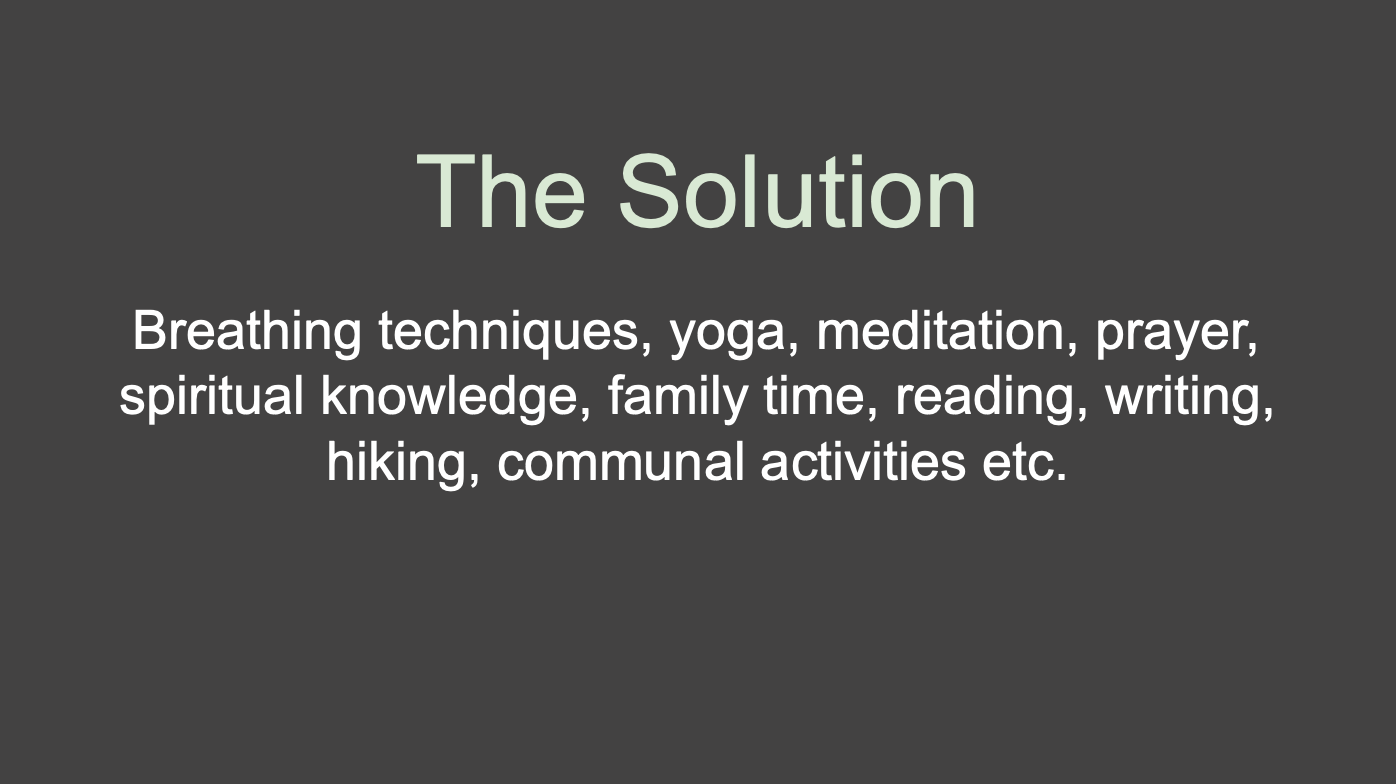 The Solution
Breathing techniques, yoga, meditation, prayer,
spiritual knowledge, family time, reading, writing,
hiking, communal activities etc.